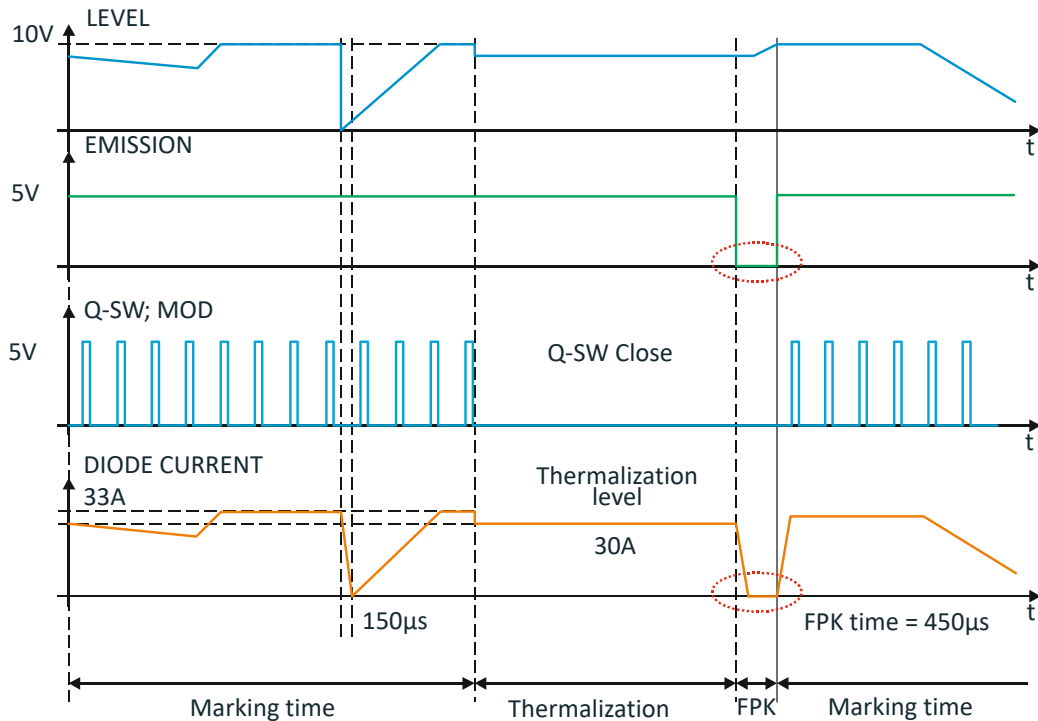 LEVEL
10V
t
EMISSION
5V
t
Q-SW; MOD
5V
Q-SW Close
t
DIODE CURRENT
33A
Thermalization
level
30A
t
150µs
FPK time = 450µs
Marking time
Thermalization
FPK
Marking time